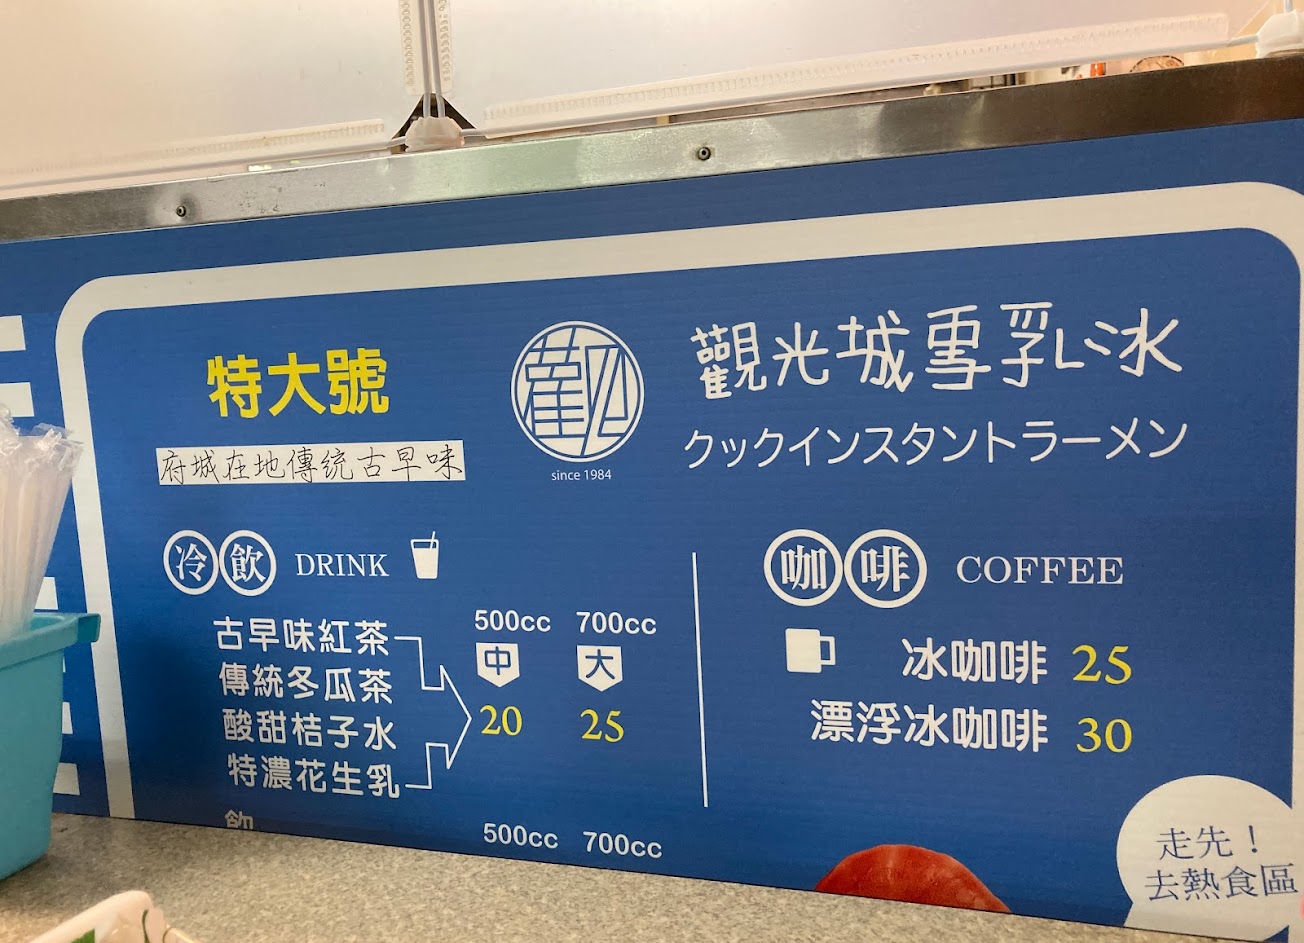 特大號
府城在地傳統古早味
觀
since 1984
觀光城雪乳冰
クックインスタントラーメン
冷飲 DRINK
500cc 700cc
中 大
古早味紅茶
傳統冬瓜茶
酸甜桔子水
特濃花生乳
20 25
咖啡 COFFEE
冰咖啡 25
漂浮冰咖啡 30
飲
500cc 700cc
走先！
去熱食區